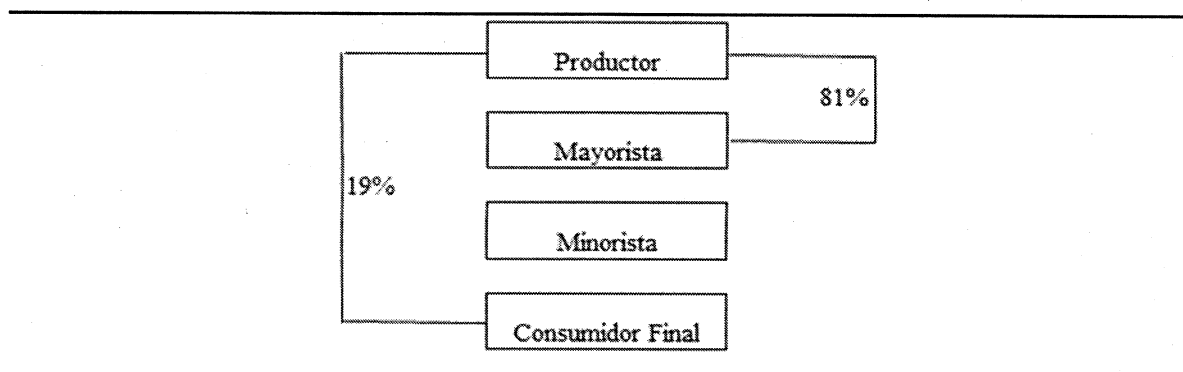 Productor
81%
Mayorista
19%
Minorista
Consumidor Final